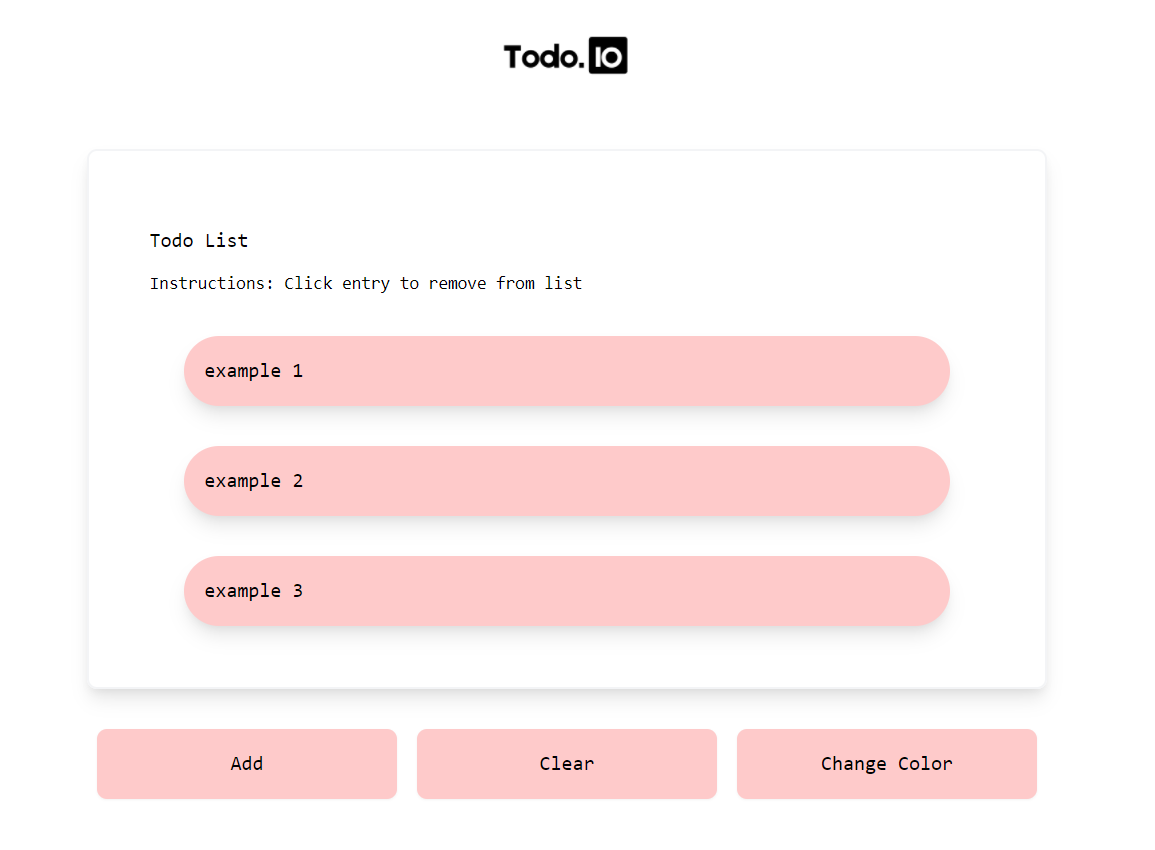 Todo.IO
Todo List
Instructions: Click entry to remove from list
example 1
example 2
example 3
Add
Clear
Change Color